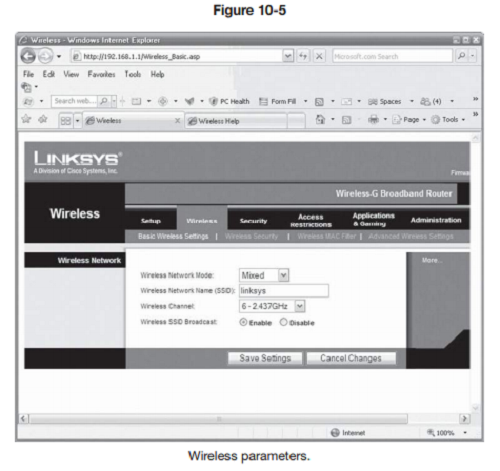 Figure 10-5
Wireless - Windows Internet Explorer
http://192.168.1.1/Wireless_Basic.asp
Microsoft.com Search
File Edit View Favorites Tools Help
Search web...
PC Health
Form Fill
Spaces
(4)
Wireless
Wireless Help
Page
Tools
LINKSYS®
A Division of Cisco Systems, Inc.
Firmwa
Wireless-G Broadband Router
Wireless
Setup Wireless Security Access Restrictions Applications & Gaming Administration
Basic Wireless Settings | Wireless Security | Wireless MAC Filter | Advanced Wireless Settings
Wireless Network
More...
Wireless Network Mode: Mixed
Wireless Network Name (SSID): linksys
Wireless Channel: 6 - 2.437GHz
Wireless SSID Broadcast: Enable Disable
Save Settings Cancel Changes
Internet
100%
Wireless parameters.